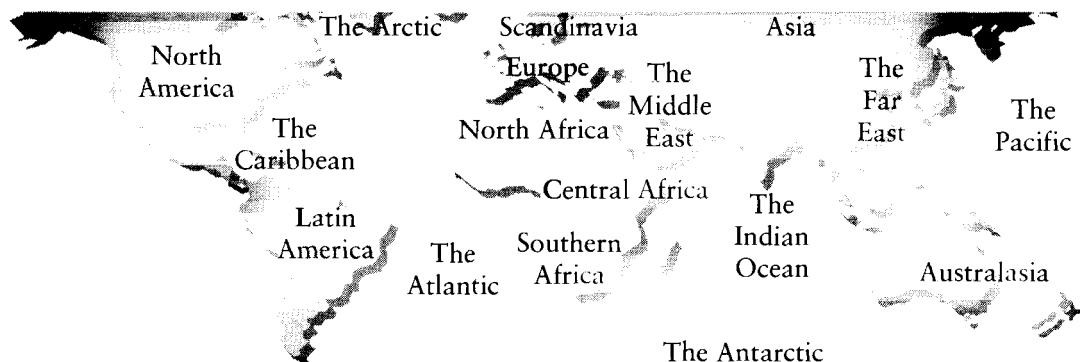 The Arctic
Scandinavia
Asia
North
America
Europe
The
Middle
East
The
Far
East
The
Pacific
The
Caribbean
North Africa
Central Africa
Latin
America
The
Atlantic
Southern
Africa
The
Indian
Ocean
Australasia
The Antarctic